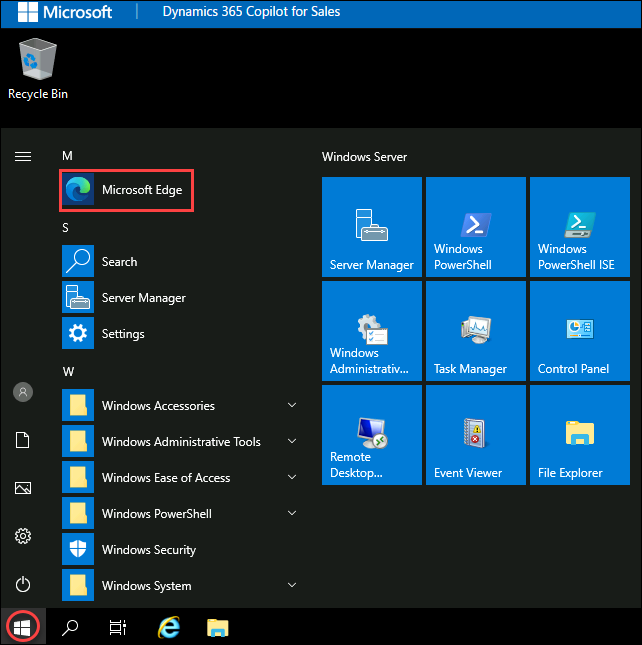 Microsoft | Dynamics 365 Copilot for Sales
Recycle Bin
M
Microsoft Edge
S
Search
Server Manager
Settings
W
Windows Accessories
Windows Administrative Tools
Windows Ease of Access
Windows PowerShell
Windows Security
Windows System
Windows Server
Server Manager
Windows
PowerShell
Windows
PowerShell ISE
Windows
Administrativ...
Task Manager
Control Panel
Remote
Desktop...
Event Viewer
File Explorer